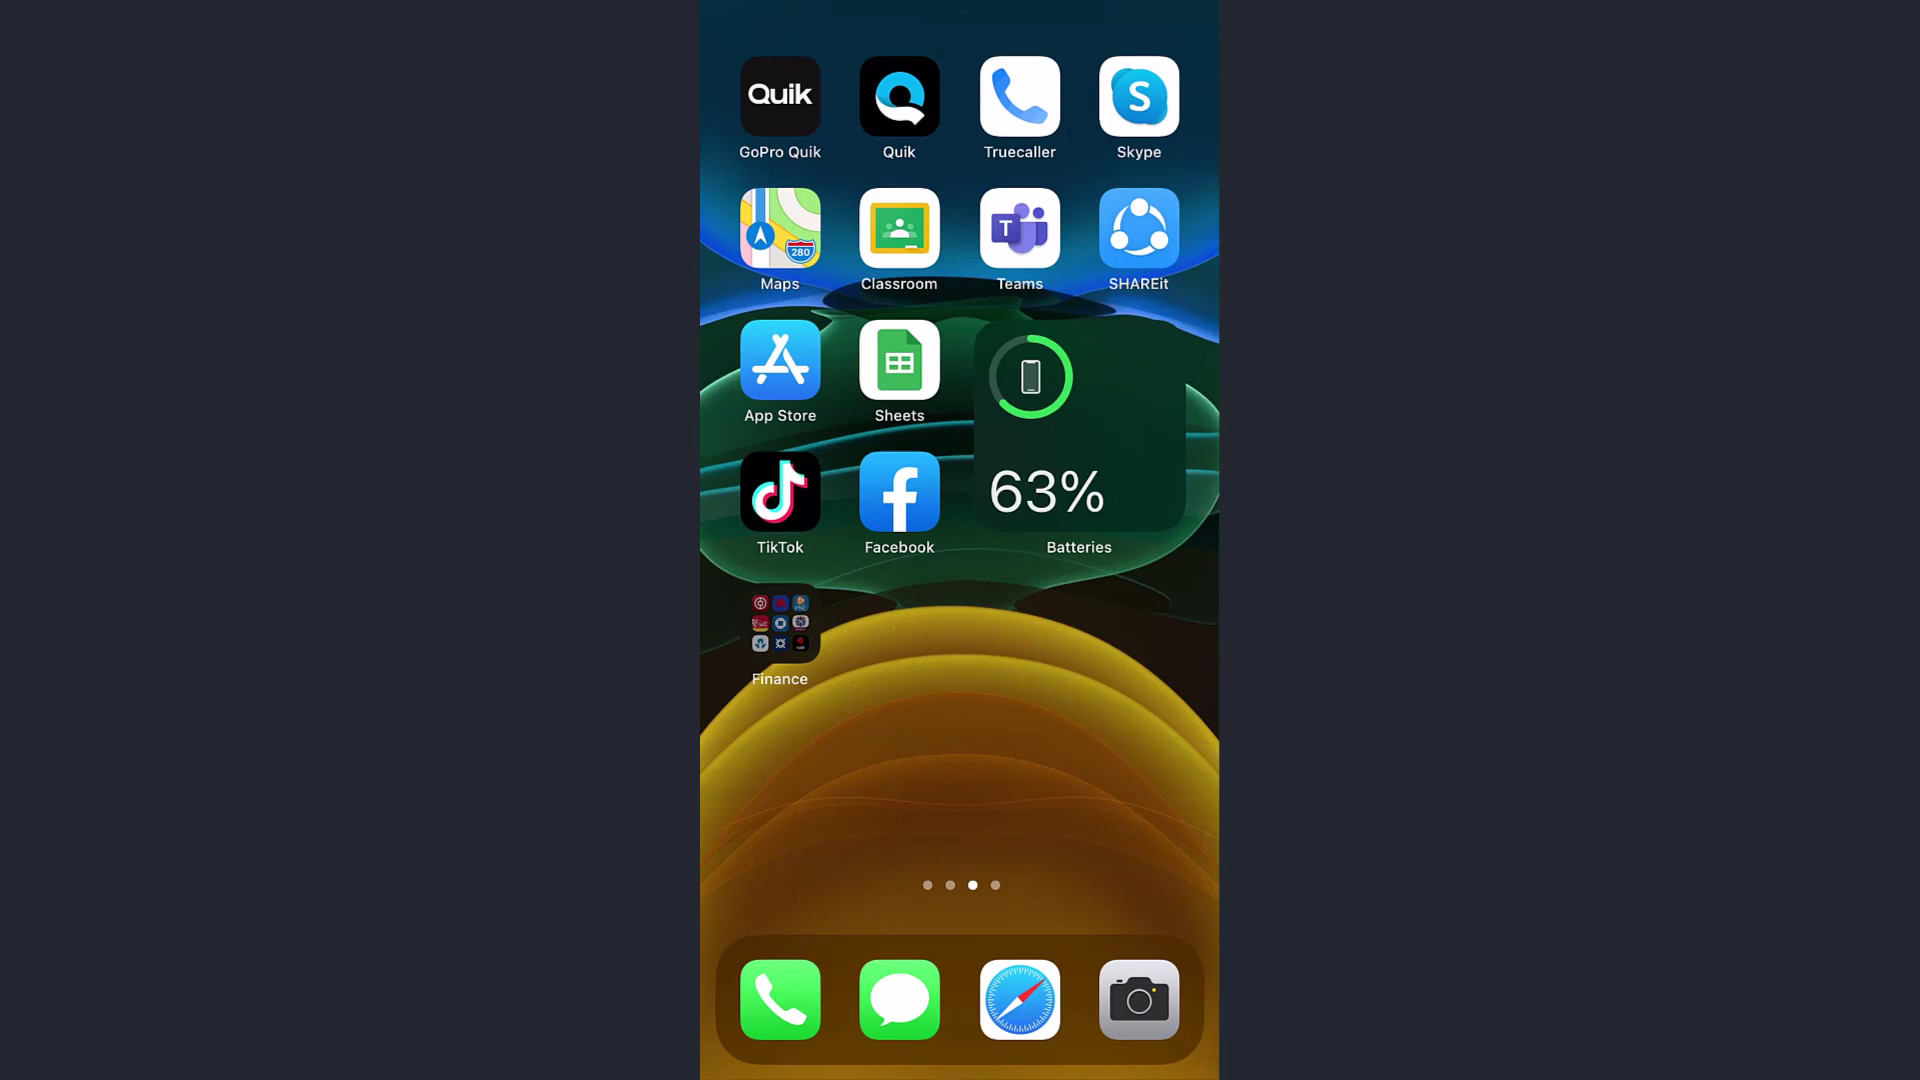 Quik
GoPro Quik
Quik
Truecaller
S
Skype
280
Maps
Classroom
T
Teams
SHAREit
App Store
Sheets
63%
TikTok
Facebook
Batteries
Finance